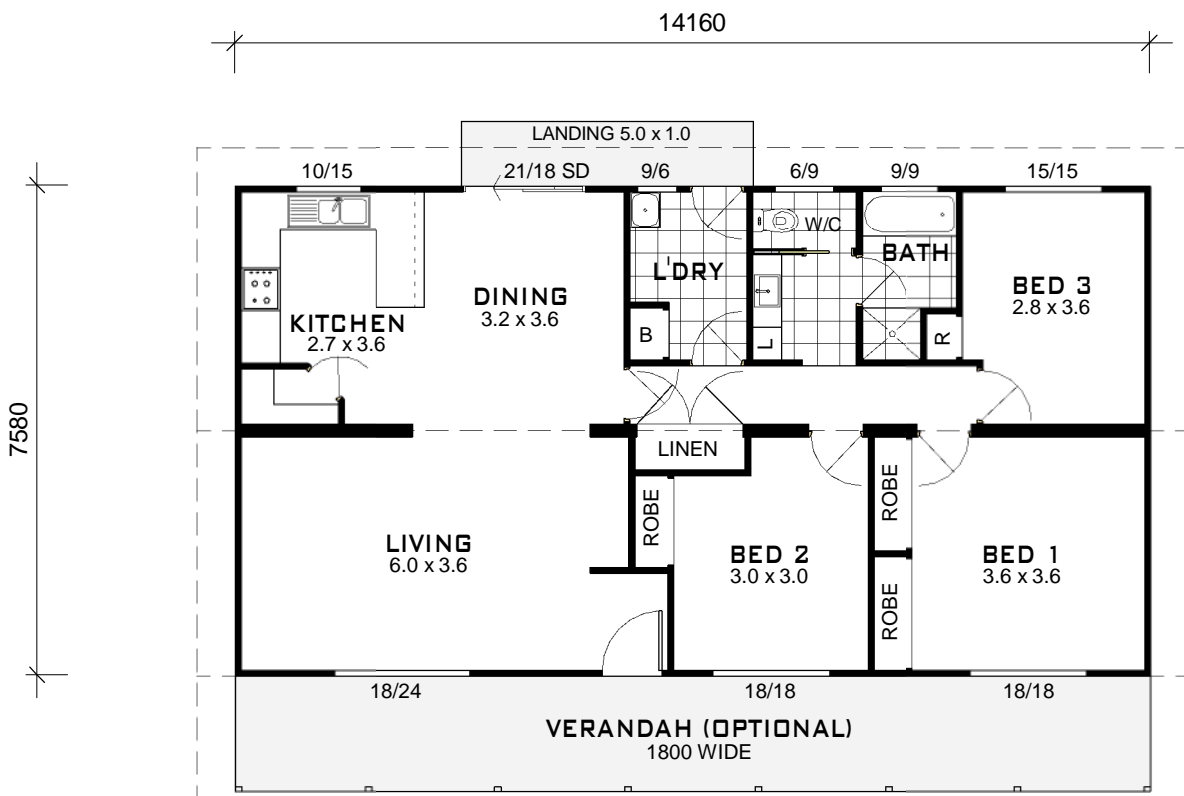 14160
LANDING 5.0 x 1.0
10/15
21/18 SD
9/6
6/9
9/9
15/15
W/C
BATH
L'DRY
BED 3
2.8 x 3.6
DINING
3.2 x 3.6
KITCHEN
2.7 x 3.6
B
L
R
7580
LINEN
ROBE
ROBE
LIVING
6.0 x 3.6
BED 2
3.0 x 3.0
BED 1
3.6 x 3.6
ROBE
18/24
18/18
18/18
VERANDAH (OPTIONAL)
1800 WIDE